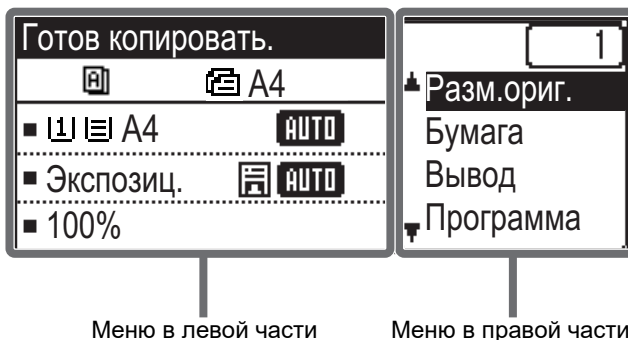 Готов копировать.
A A4
1 A4 AUTO
Экспозиц. AUTO
100%
1
Разм.ориг.
Бумага
Вывод
Программа
Меню в левой части
Меню в правой части